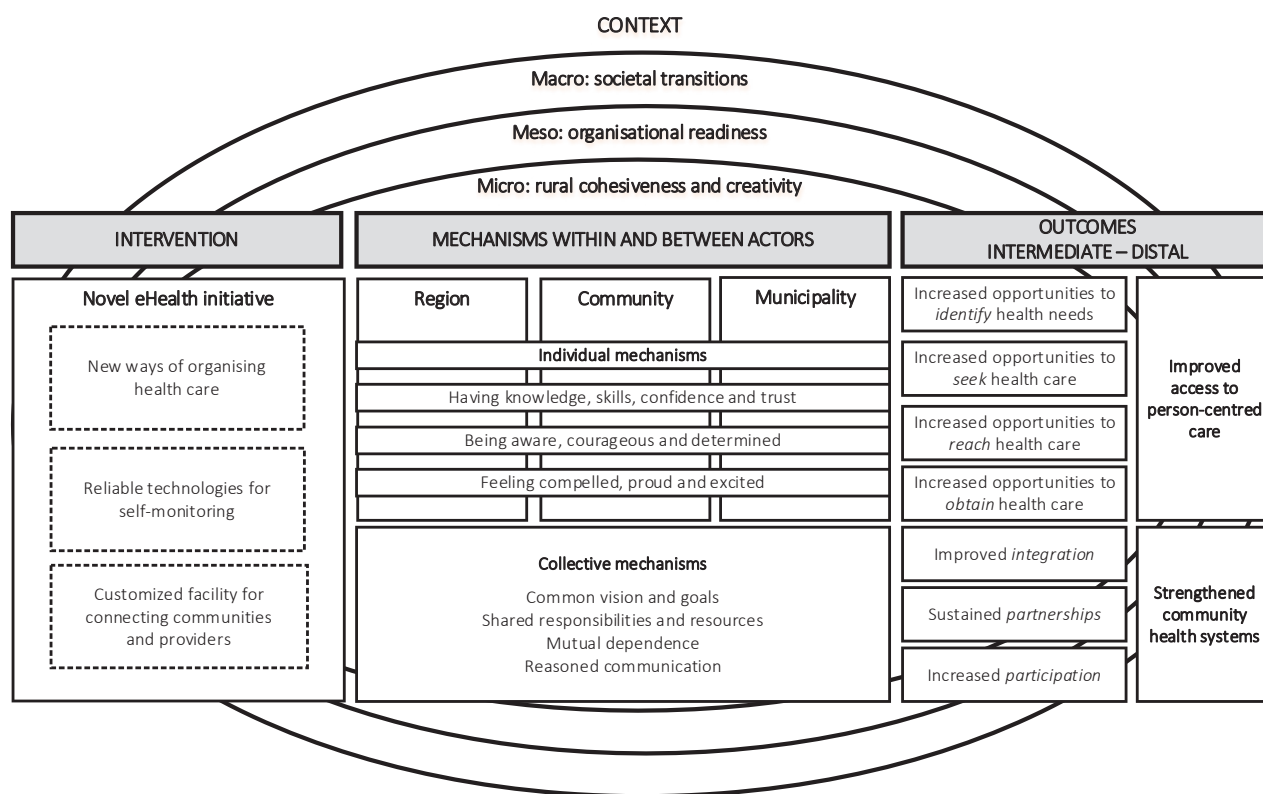 CONTEXT
Macro: societal transitions
Meso: organisational readiness
Micro: rural cohesiveness and creativity
INTERVENTION
MECHANISMS WITHIN AND BETWEEN ACTORS
OUTCOMES
INTERMEDIATE – DISTAL
Novel eHealth initiative
New ways of organising
health care
Reliable technologies for
self-monitoring
Customized facility for
connecting communities
and providers
Region
Community
Municipality
Individual mechanisms
Having knowledge, skills, confidence and trust
Being aware, courageous and determined
Feeling compelled, proud and excited
Collective mechanisms
Common vision and goals
Shared responsibilities and resources
Mutual dependence
Reasoned communication
Increased opportunities to
identify health needs
Increased opportunities to
seek health care
Increased opportunities to
reach health care
Increased opportunities to
obtain health care
Improved integration
Sustained partnerships
Increased participation
Improved
access to
person-centred
care
Strengthened
community
health systems